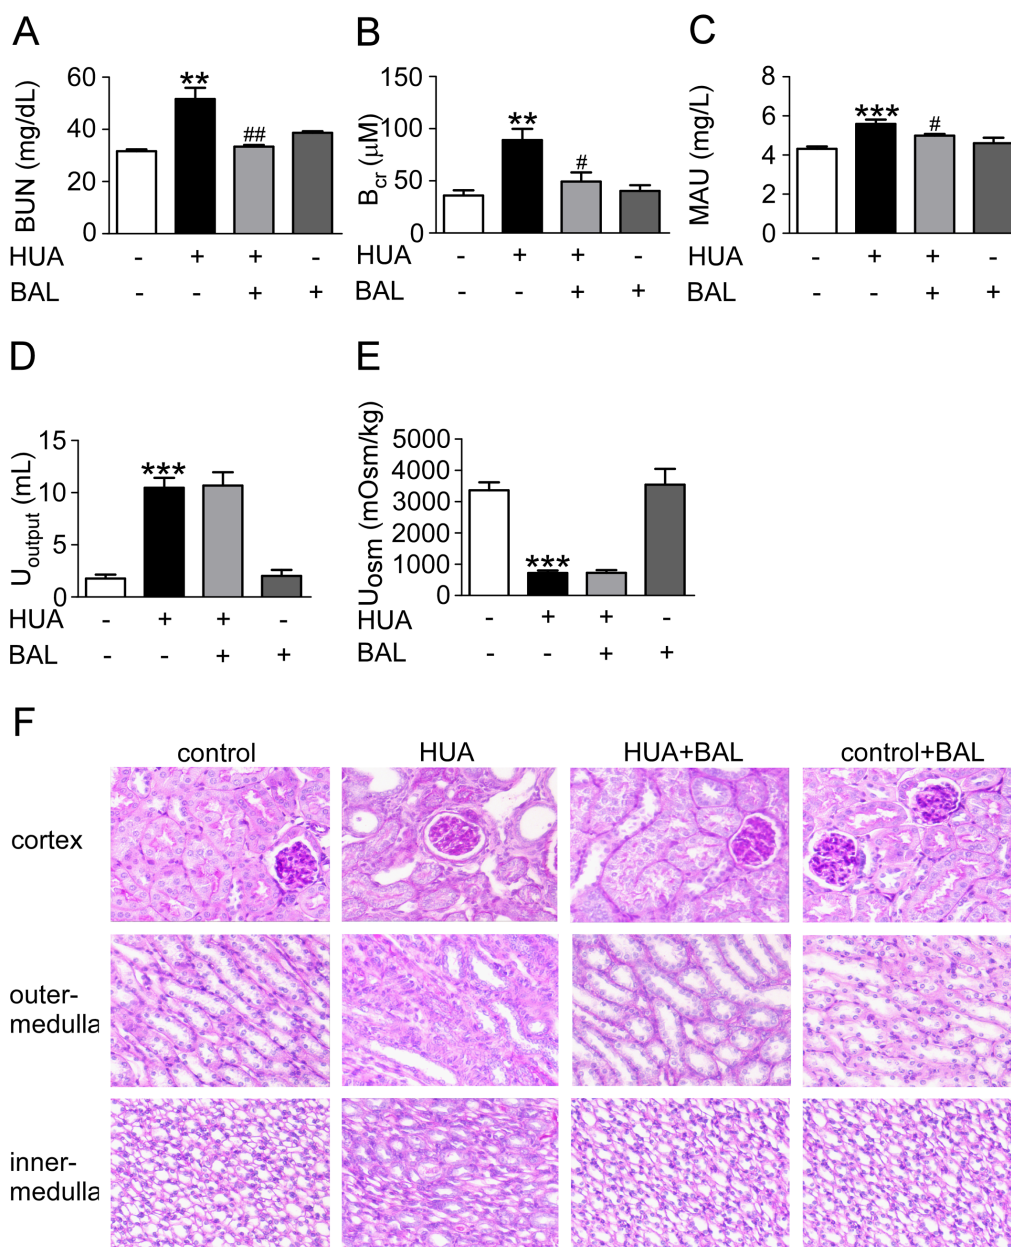 A
BUN (mg/dL)
60
40
20
0
**
##
HUA - + + -
BAL - - + +
B
Bcr (μM)
150
100
50
0
**
#
HUA - + + -
BAL - - + +
C
MAU (mg/L)
8
6
4
2
0
***
#
HUA - + + -
BAL - - + +
D
Uoutput (mL)
15
10
5
0
***
HUA - + + -
BAL - - + +
E
Uosm (mOsm/kg)
5000
4000
3000
2000
1000
0
***
HUA - + + -
BAL - - + +
F
control HUA HUA+BAL control+BAL
cortex
outer-
medulla
inner-
medulla